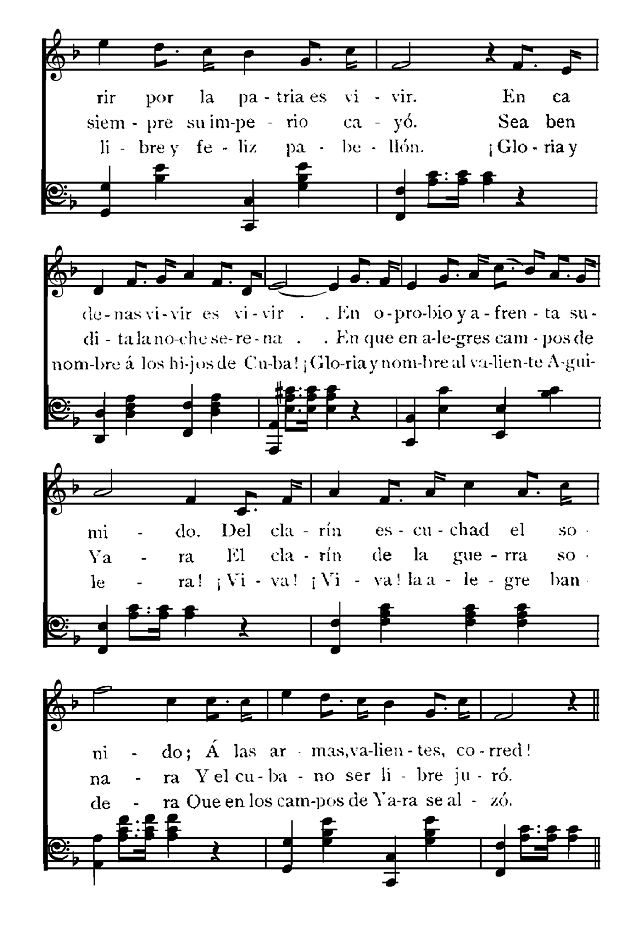 rir por la pa - tria es vi - vir. En ca
siem - pre su im - pe - rio ca - yó. Sea ben
li - bre y fe - liz pa - be - llón. ¡Glo - ria y
de - nas vi - vir es vi - vir . . En o - pro - bio y a - fren - ta su -
di - ta la no - che se - re - na . . En que en a - le - gres cam - pos de
nom - bre á los hi - jos de Cu - ba! ¡Glo - ria y nom - bre al va - lien - te A - gui -
mi - do. Del cla - rín es - cu - chad el so -
Ya - ra El cla - rín de la gue - rra so -
le - ra! ¡Vi - va! ¡Vi - va! la a - le - gre ban -
ni - do; Á las ar - mas, va - lien - tes, co - rred!
na - ra Y el cu - ba - no ser li - bre ju - ró.
de - ra Que en los cam - pos de Ya - ra se al - zó.